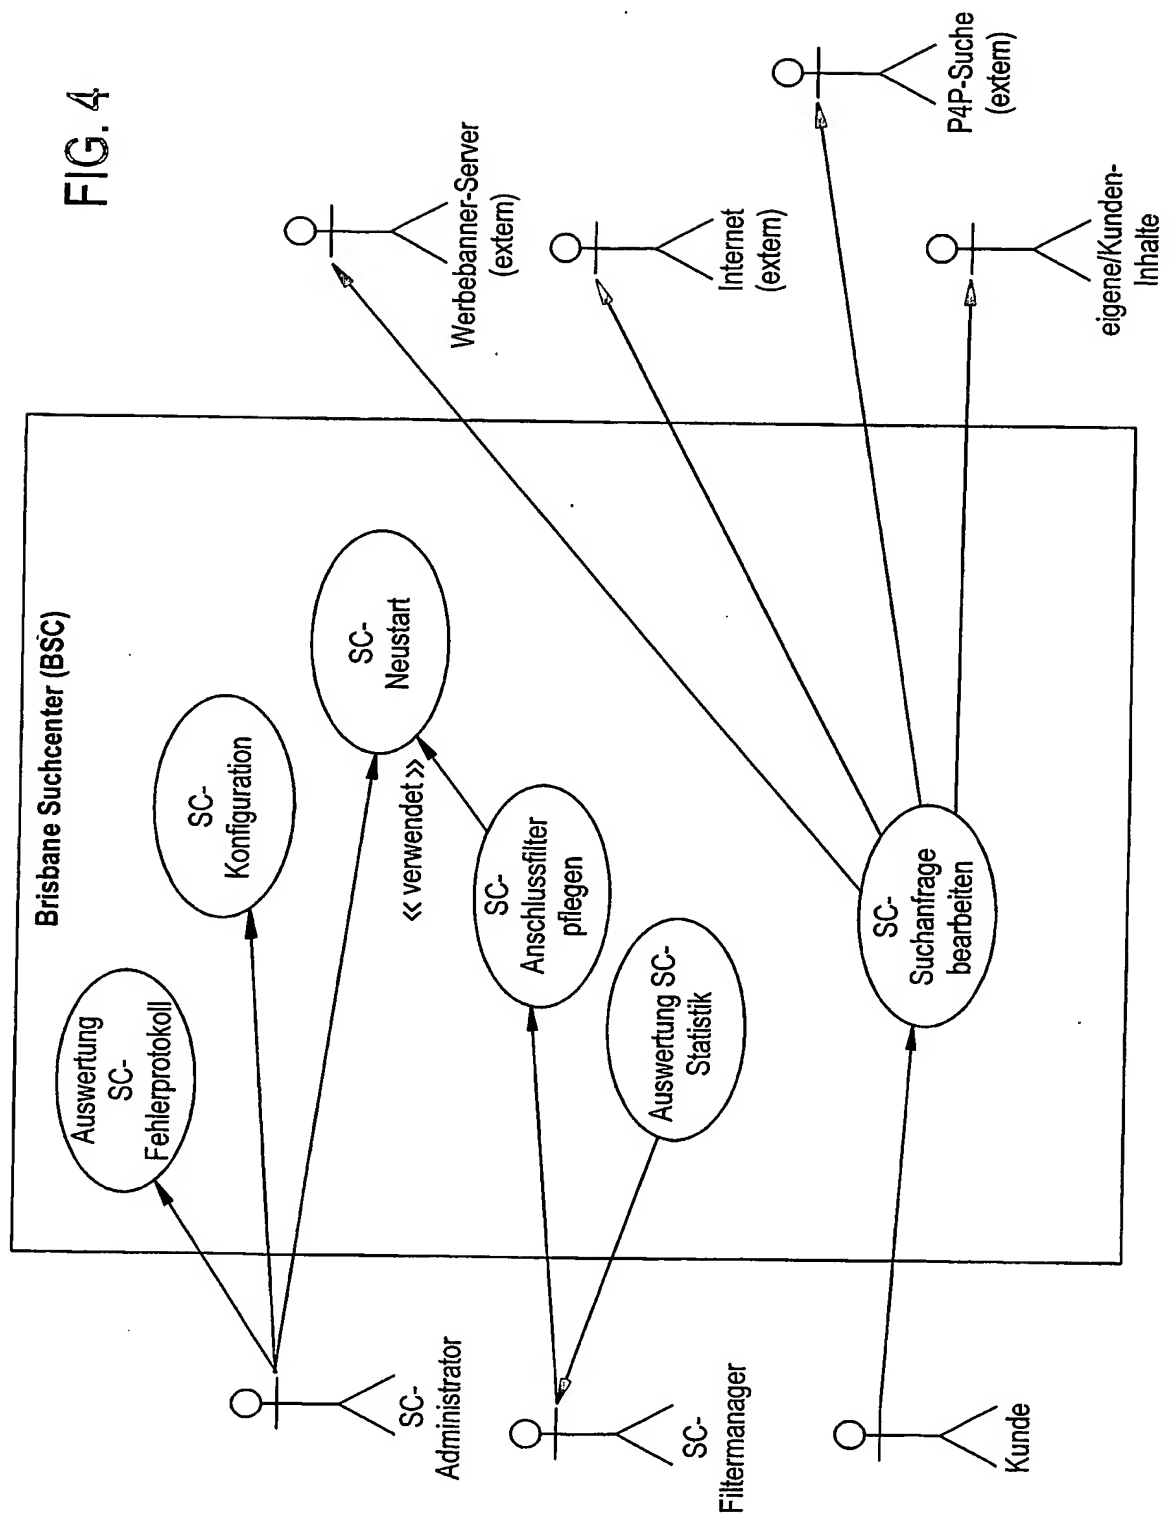 FIG. 4
Brisbane Suchcenter (BSC)
Auswertung
SC-
Fehlerprotokoll
SC-
Konfiguration
SC-
Neustart
« verwendet »
SC-
Anschlussfilter
pflegen
Auswertung SC-
Statistik
SC-
Suchanfrage
bearbeiten
SC-
Administrator
SC-
Filtermanager
Kunde
Werbebanner-Server
(extern)
Internet
(extern)
P4P-Suche
(extern)
eigene/Kunden-
Inhalte